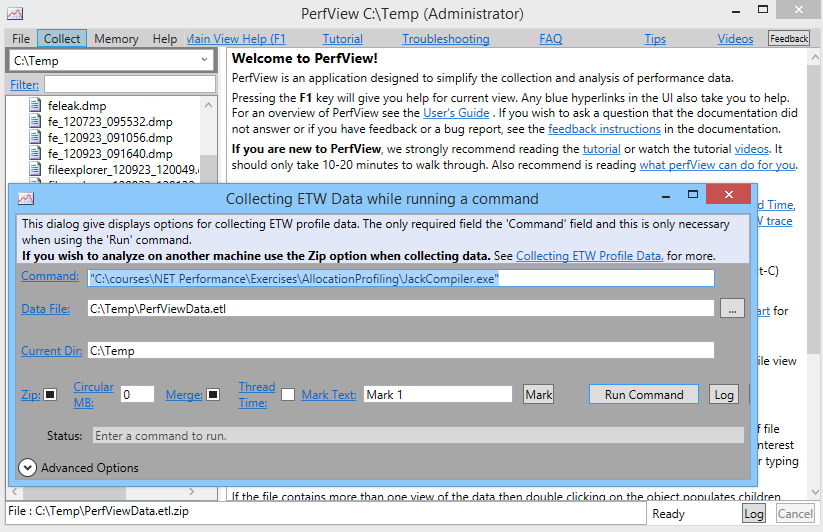 PerfView C:\Temp (Administrator)
File Collect Memory Help Main View Help (F1 Tutorial Troubleshooting FAQ Tips Videos Feedback
C:\Temp
Filter:
feleak.dmp
fe_120723_095532.dmp
fe_120923_091056.dmp
fe_120923_091640.dmp
fileexplorer_120923_120049.
Welcome to PerfView!
PerfView is an application designed to simplify the collection and analysis of performance data.
Pressing the F1 key will give you help for current view. Any blue hyperlinks in the UI also take you to help.
For an overview of PerfView see the User's Guide . If you wish to ask a question that the documentation did
not answer or if you have feedback or a bug report, see the feedback instructions in the documentation.
If you are new to PerfView, we strongly recommend reading the tutorial or watch the tutorial videos. It
should only take 10-20 minutes to walk through. Also recommend is reading what perfView can do for you.
d Time,
W trace
t-C)
art for
ile view
f file
nterest
r typing
Collecting ETW Data while running a command
This dialog give displays options for collecting ETW profile data. The only required field the 'Command' field and this is only necessary
when using the 'Run' command.
If you wish to analyze on another machine use the Zip option when collecting data. See Collecting ETW Profile Data. for more.
Command: "C:\courses\NET Performance\Exercises\AllocationProfiling\JackCompiler.exe"
Data File: C:\Temp\PerfViewData.etl ...
Current Dir: C:\Temp
Zip: Circular MB: 0 Merge: Thread Time: Mark Text: Mark 1 Mark Run Command Log
Status: Enter a command to run.
Advanced Options
If the file contains more than one view of the data then double clicking on the object populates children
File : C:\Temp\PerfViewData.etl.zip Ready Log Cancel